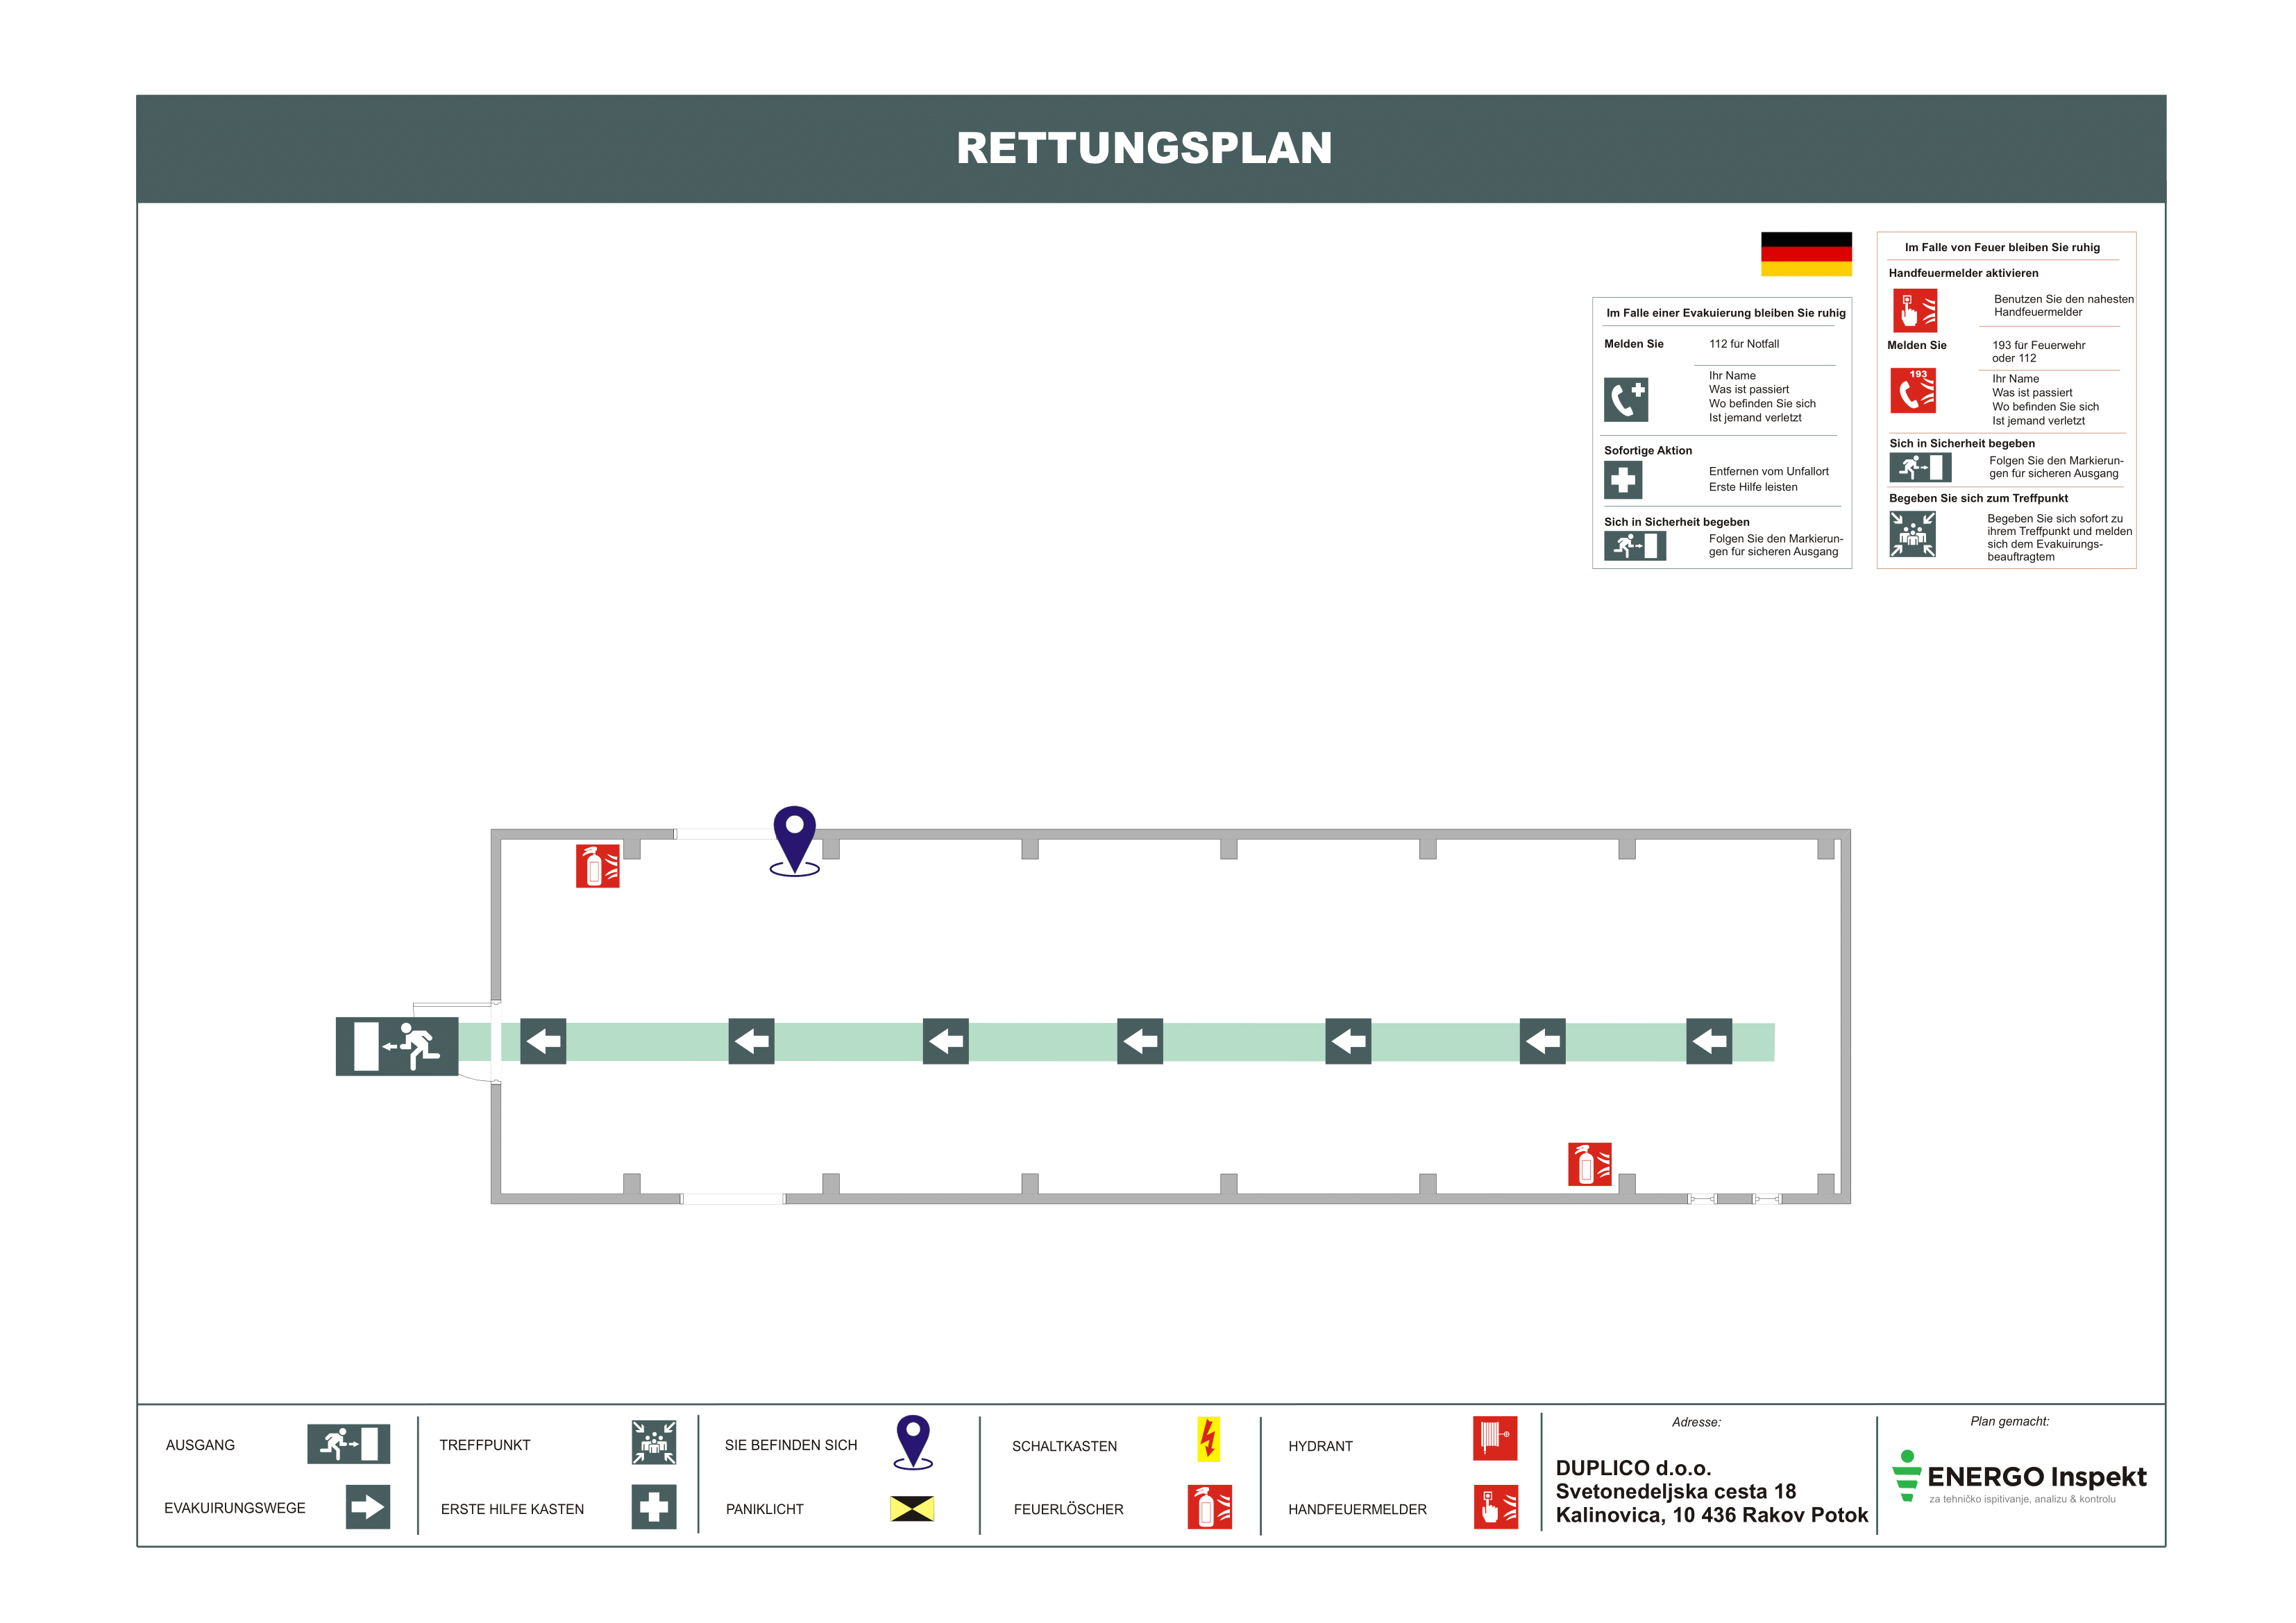 RETTUNGSPLAN
Im Falle einer Evakuierung bleiben Sie ruhig
Melden Sie
112 für Notfall
Ihr Name
Was ist passiert
Wo befinden Sie sich
Ist jemand verletzt
Sofortige Aktion
Entfernen vom Unfallort
Erste Hilfe leisten
Sich in Sicherheit begeben
Folgen Sie den Markierun-
gen für sicheren Ausgang
Im Falle von Feuer bleiben Sie ruhig
Handfeuermelder aktivieren
Benutzen Sie den nahesten
Handfeuermelder
Melden Sie
193 für Feuerwehr
oder 112
193
Ihr Name
Was ist passiert
Wo befinden Sie sich
Ist jemand verletzt
Sich in Sicherheit begeben
Folgen Sie den Markierun-
gen für sicheren Ausgang
Begeben Sie sich zum Treffpunkt
Begeben Sie sich sofort zu
ihrem Treffpunkt und melden
sich dem Evakuirungs-
beauftragtem
AUSGANG
EVAKUIRUNGSWEGE
TREFFPUNKT
ERSTE HILFE KASTEN
SIE BEFINDEN SICH
PANIKLICHT
SCHALTKASTEN
FEUERLÖSCHER
HYDRANT
HANDFEUERMELDER
Adresse:
DUPLICO d.o.o.
Svetonedeljska cesta 18
Kalinovica, 10 436 Rakov Potok
Plan gemacht:
ENERGO Inspekt
za tehničko ispitivanje, analizu & kontrolu